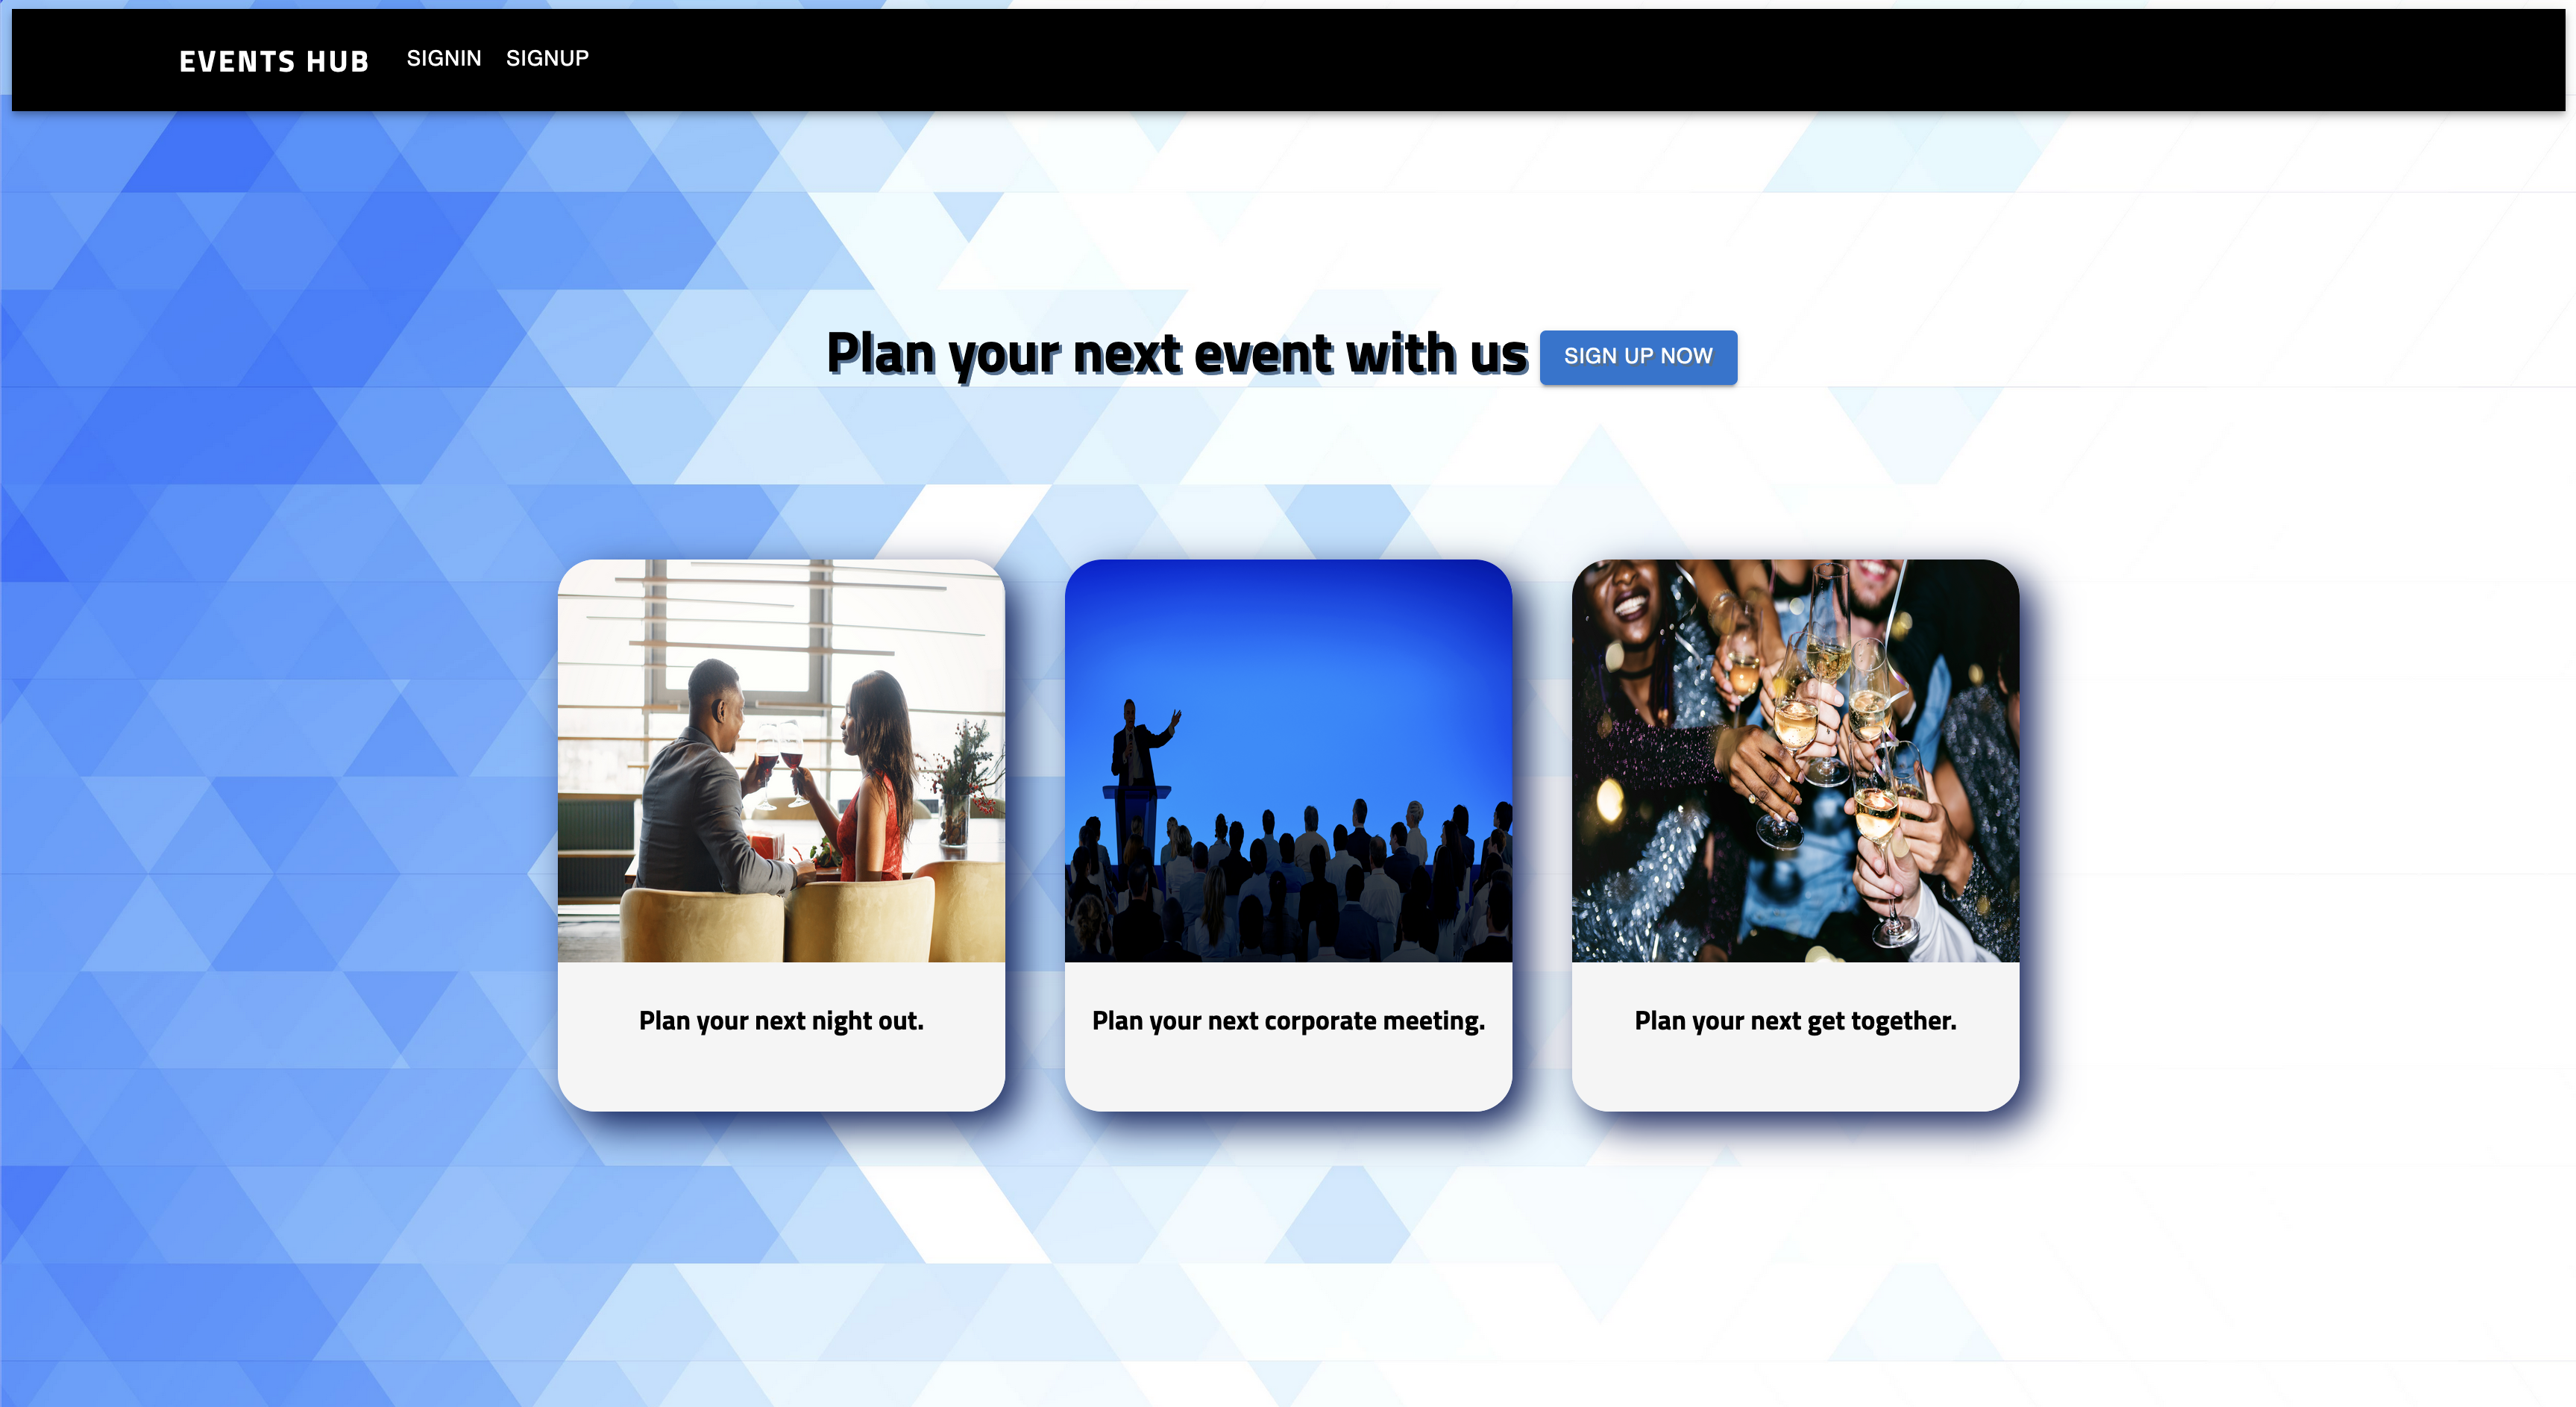 EVENTS HUB SIGNIN SIGNUP
Plan your next event with us SIGN UP NOW
Plan your next night out.
Plan your next corporate meeting.
Plan your next get together.